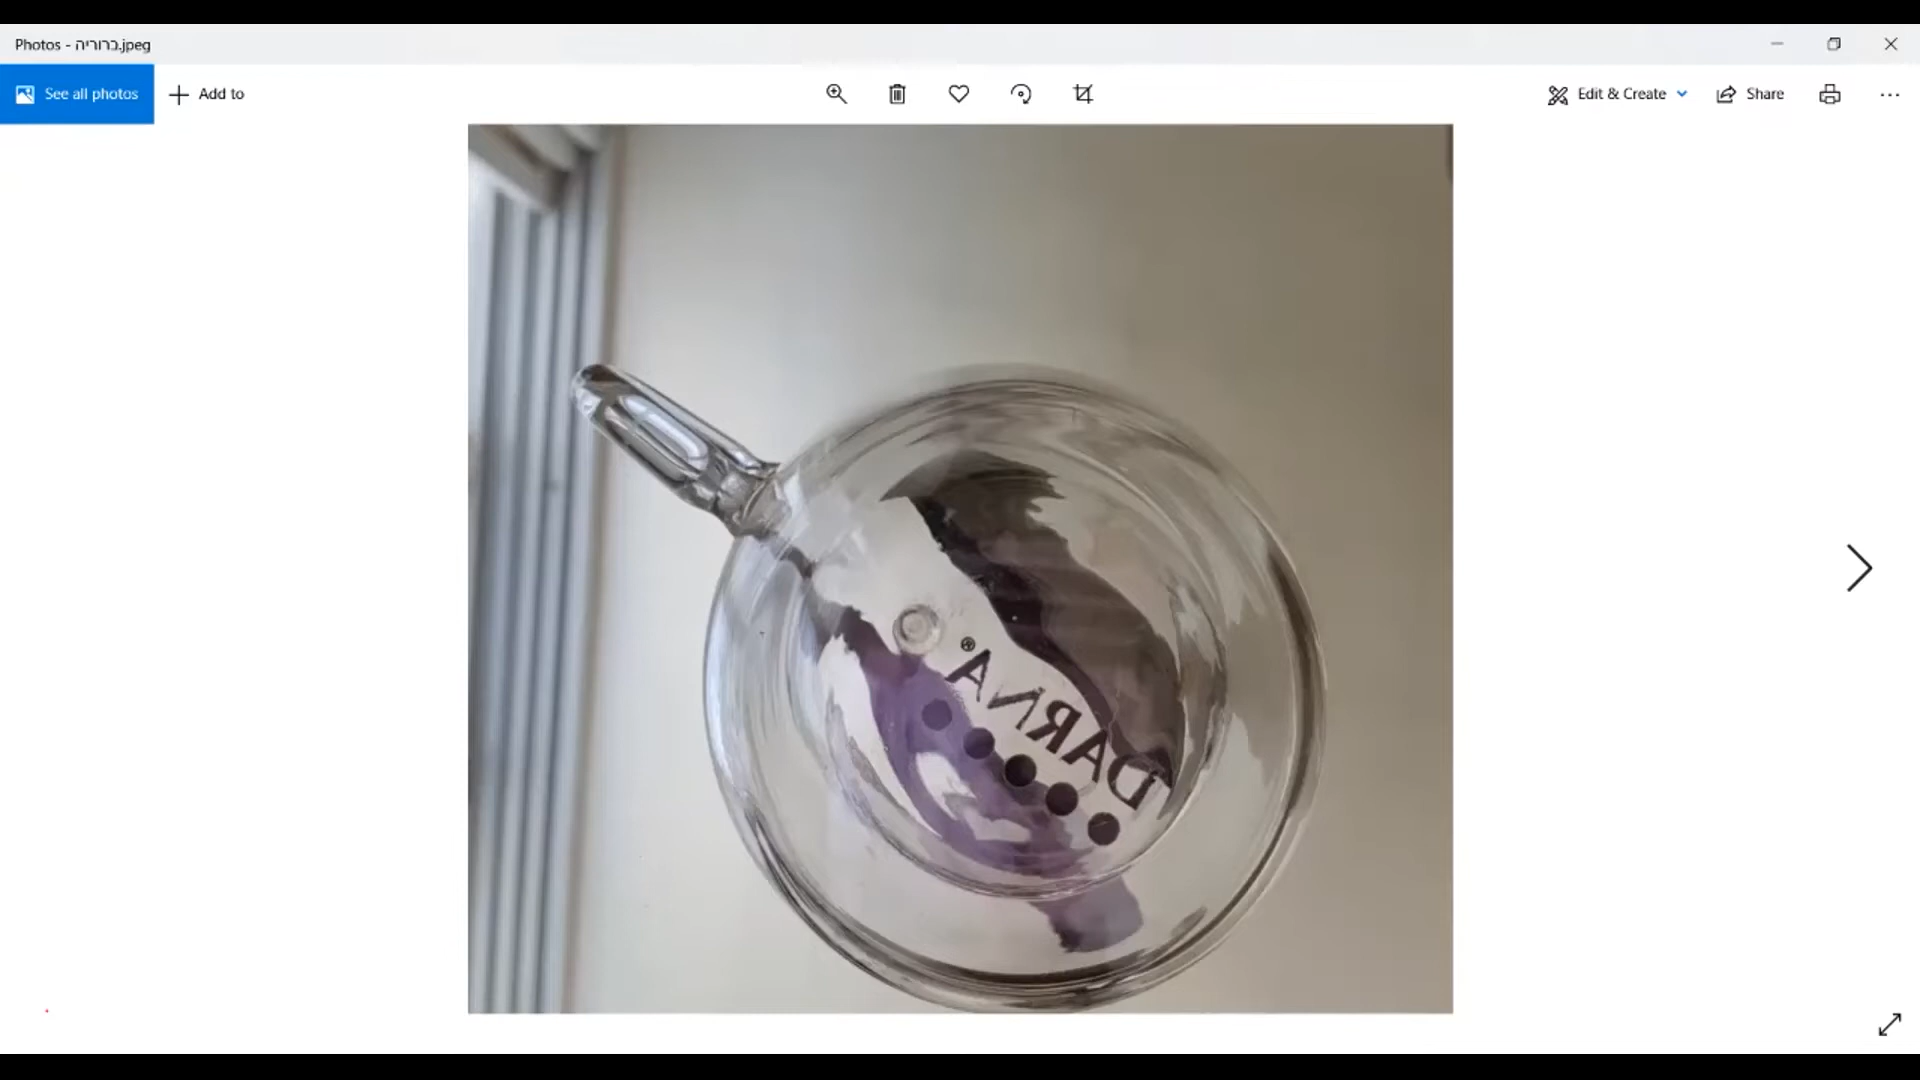 Photos - ברוריה.jpeg
See all photos
Add to
Edit & Create
Share
DARNA®